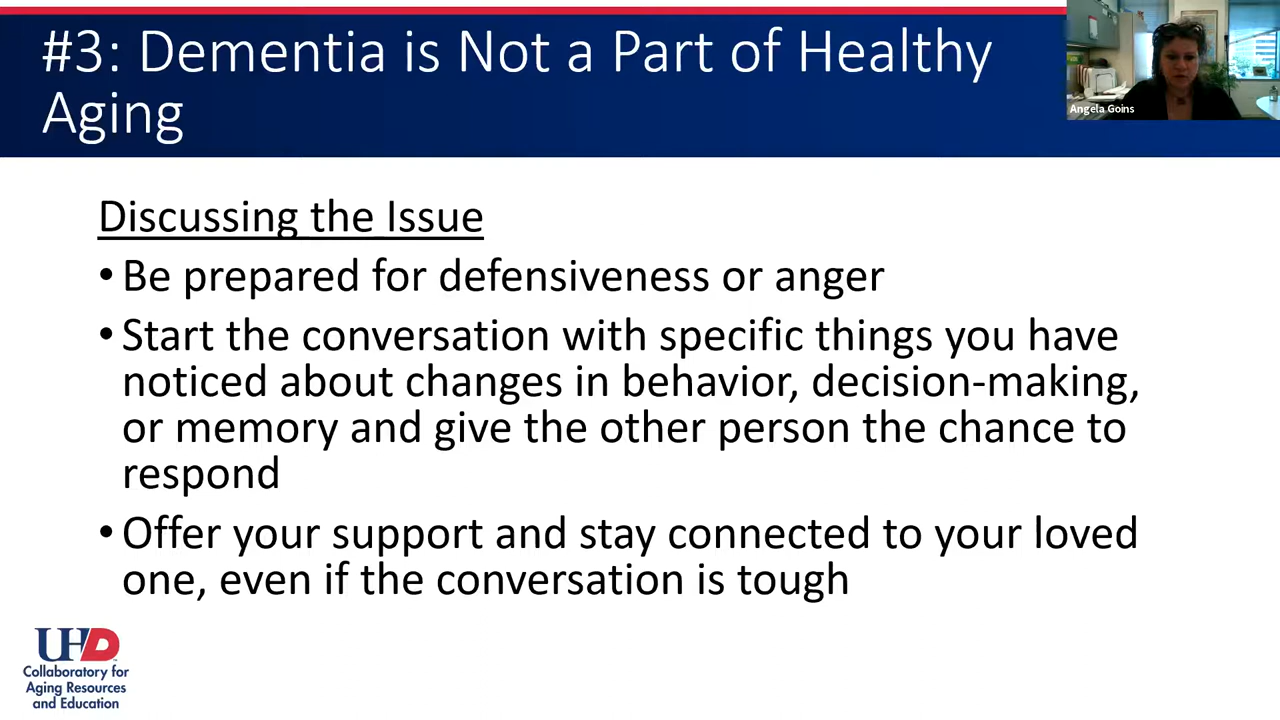 #3: Dementia is Not a Part of Healthy
Aging
Angela Goins
Discussing the Issue
• Be prepared for defensiveness or anger
• Start the conversation with specific things you have
noticed about changes in behavior, decision-making,
or memory and give the other person the chance to
respond
• Offer your support and stay connected to your loved
one, even if the conversation is tough
UHD
Collaboratory for
Aging Resources
and Education